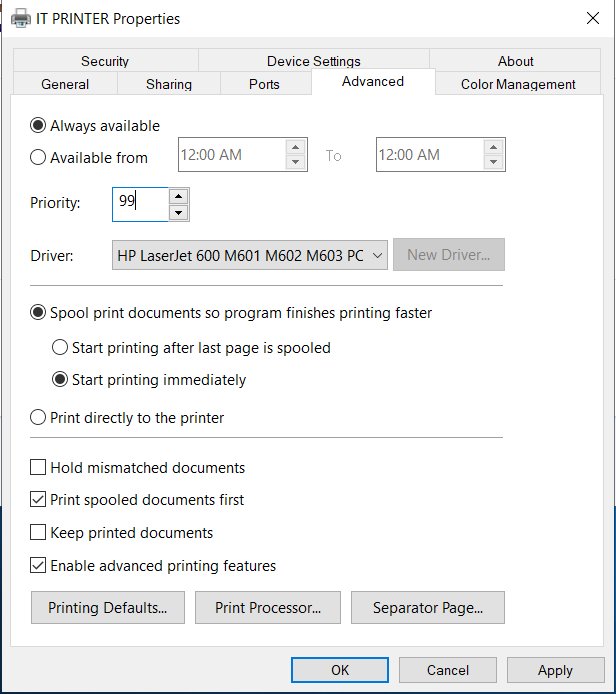 IT PRINTER Properties
Security Device Settings About
General Sharing Ports Advanced Color Management
Always available
Available from 12:00 AM To 12:00 AM
Priority: 99
Driver: HP LaserJet 600 M601 M602 M603 PC New Driver...
Spool print documents so program finishes printing faster
Start printing after last page is spooled
Start printing immediately
Print directly to the printer
Hold mismatched documents
Print spooled documents first
Keep printed documents
Enable advanced printing features
Printing Defaults... Print Processor... Separator Page...
OK Cancel Apply